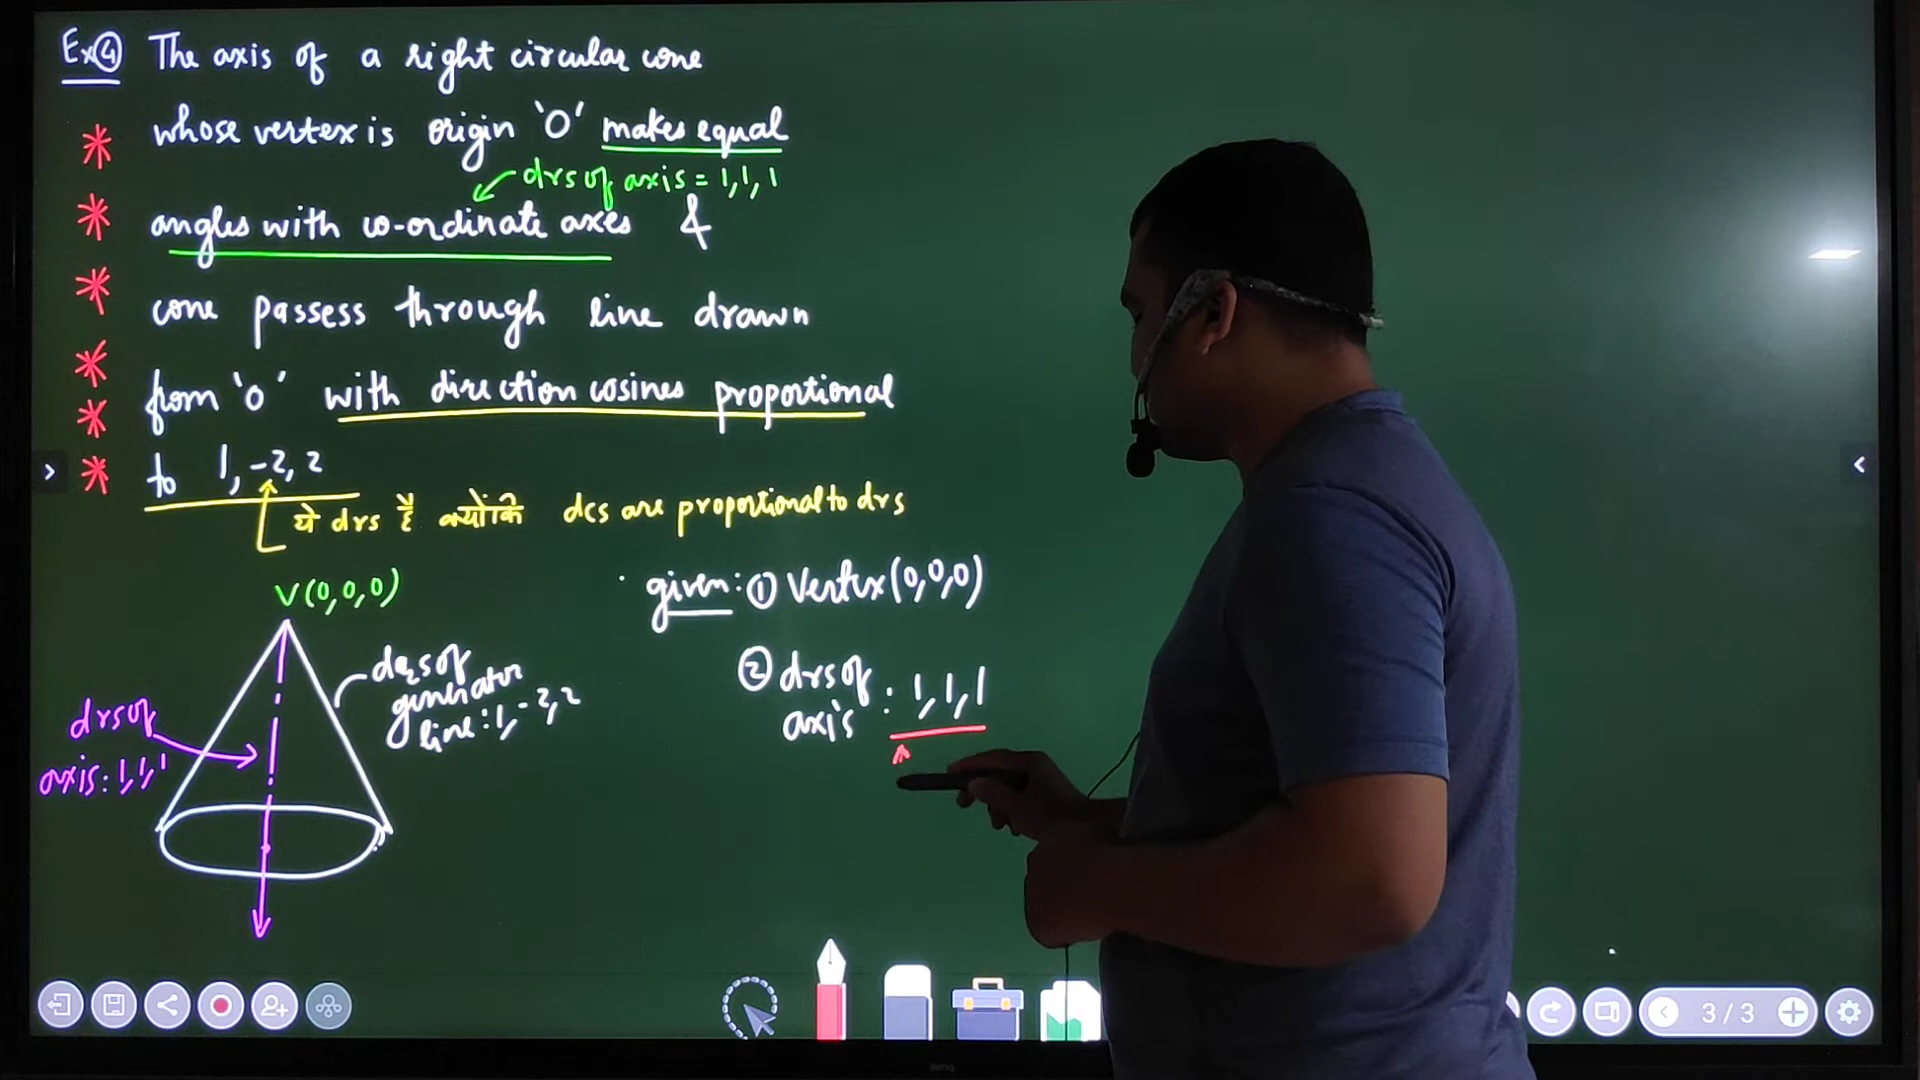 Ex④ The axis of a right circular cone
whose vertex is origin 'O' makes equal
drs of axis = 1, 1, 1
angles with co-ordinate axes &
cone passess through line drawn
from 'o' with direction cosines proportional
to 1, -2, 2
ये drs है क्योंकि dcs are proportional to drs
V(0,0,0)
drs of
generator
line: 1, -2, 2
drs of
axis: 1, 1, 1
given: ① Vertex (0,0,0)
② drs of
axis : 1, 1, 1
3/3